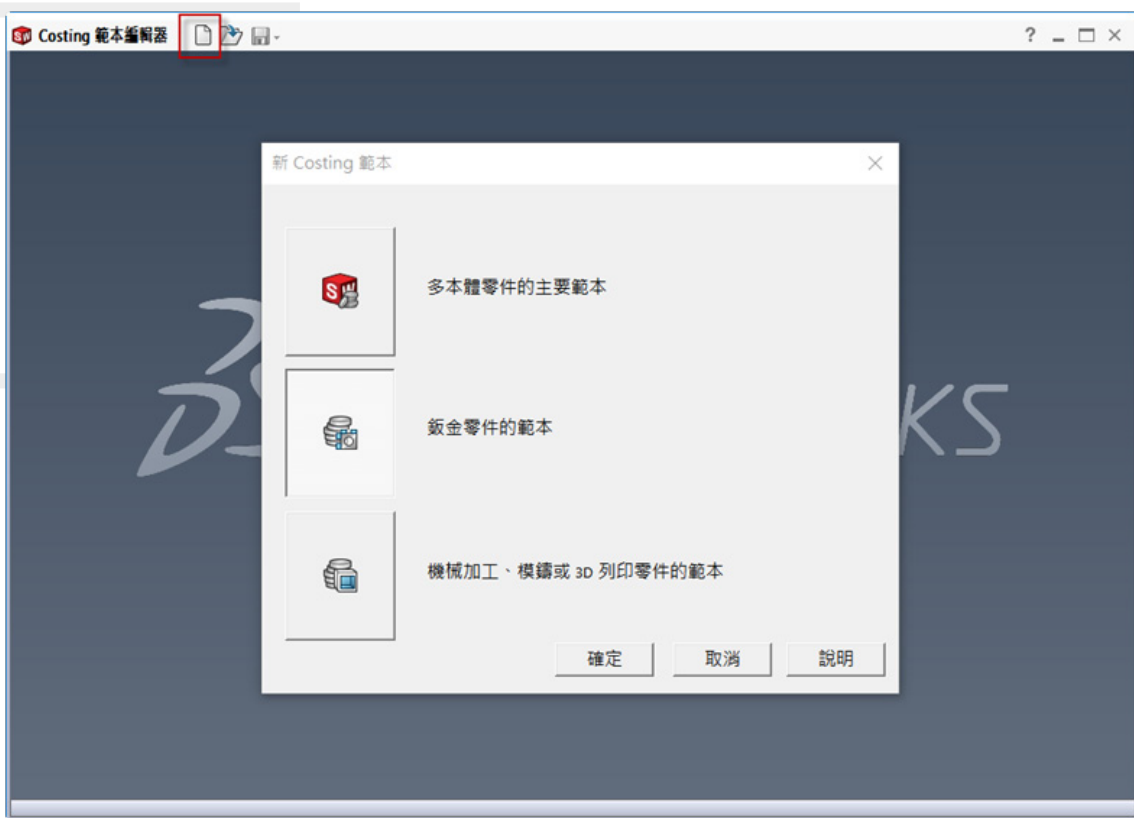 Costing 範本編輯器
?
新 Costing 範本
多本體零件的主要範本
鈑金零件的範本
機械加工、模鑄或 3D 列印零件的範本
確定 取消 說明
KS